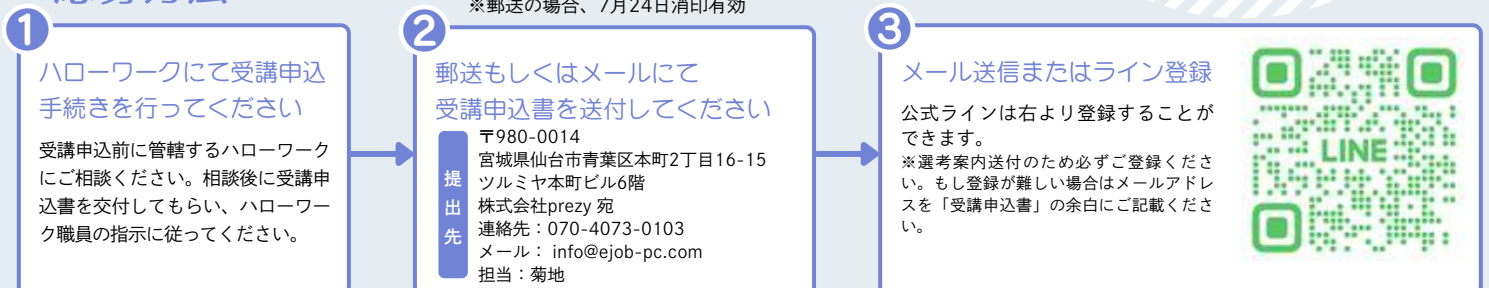 ※郵送の場合、7月24日消印有効
1
ハローワークにて受講申込
手続きを行ってください
受講申込前に管轄するハローワーク
にご相談ください。相談後に受講申
込書を交付してもらい、ハローワー
ク職員の指示に従ってください。
2
郵送もしくはメールにて
受講申込書を送付してください
提出先
〒980-0014
宮城県仙台市青葉区本町2丁目16-15
ツルミヤ本町ビル6階
株式会社prezy 宛
連絡先：070-4073-0103
メール： info@ejob-pc.com
担当：菊地
3
メール送信またはライン登録
公式ラインは右より登録することが
できます。
※選考案内送付のため必ずご登録くださ
い。もし登録が難しい場合はメールアドレ
スを「受講申込書」の余白にご記載くださ
い。
LINE